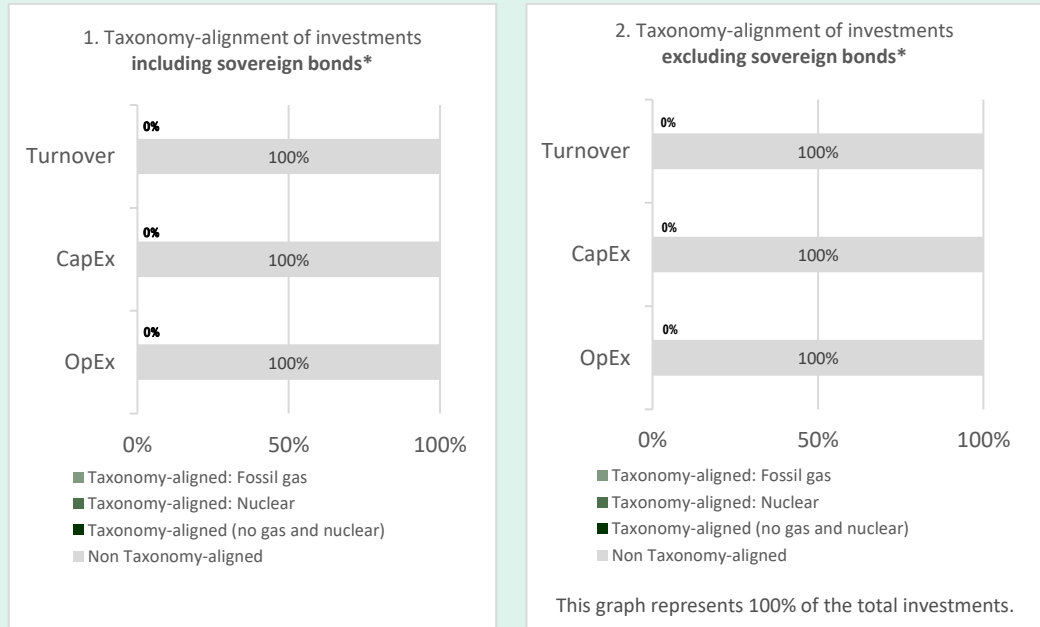 1. Taxonomy-alignment of investments
including sovereign bonds*
0%
Turnover
100%
0%
CapEx
100%
0%
OpEx
100%
0%
50%
100%
Taxonomy-aligned: Fossil gas
Taxonomy-aligned: Nuclear
Taxonomy-aligned (no gas and nuclear)
Non Taxonomy-aligned
2. Taxonomy-alignment of investments
excluding sovereign bonds*
0%
Turnover
100%
0%
CapEx
100%
0%
OpEx
100%
0%
50%
100%
Taxonomy-aligned: Fossil gas
Taxonomy-aligned: Nuclear
Taxonomy-aligned (no gas and nuclear)
Non Taxonomy-aligned
This graph represents 100% of the total investments.